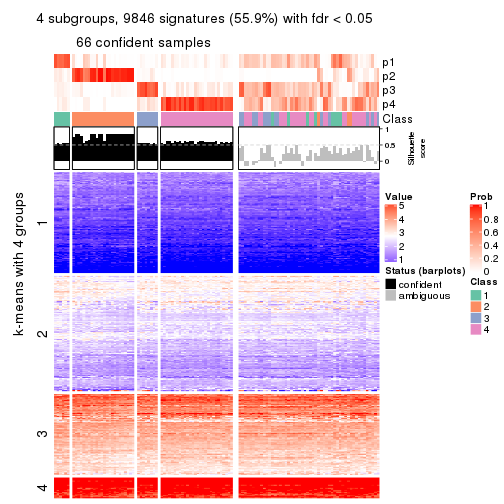 4 subgroups, 9846 signatures (55.9%) with fdr < 0.05
66 confident samples
p1
p2
p3
p4
Class
1
0.5
0
Silhouette
score
k-means with 4 groups
1
2
3
4
Value
5
4
3
2
1
Prob
1
0.8
0.6
0.4
0.2
0
Status (barplots)
confident
ambiguous
Class
1
2
3
4